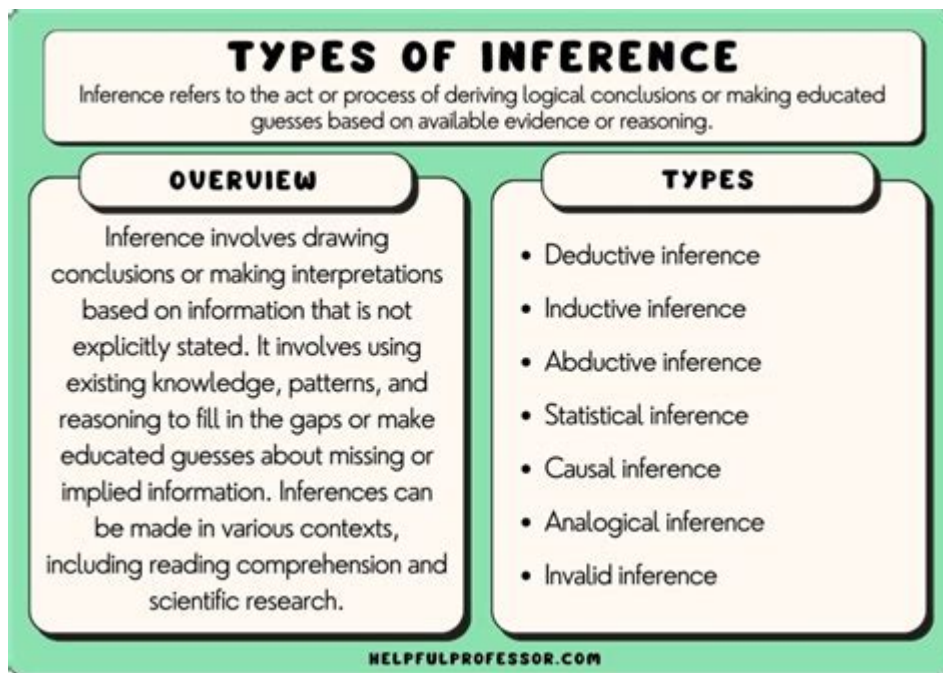 TYPES OF INFERENCE
Inference refers to the act or process of deriving logical conclusions or making educated
guesses based on available evidence or reasoning.
OVERVIEW
Inference involves drawing
conclusions or making interpretations
based on information that is not
explicitly stated. It involves using
existing knowledge, patterns, and
reasoning to fill in the gaps or make
educated guesses about missing or
implied information. Inferences can
be made in various contexts,
including reading comprehension and
scientific research.
TYPES
• Deductive inference
• Inductive inference
• Abductive inference
• Statistical inference
• Causal inference
• Analogical inference
• Invalid inference
HELPFULPROFESSOR.COM